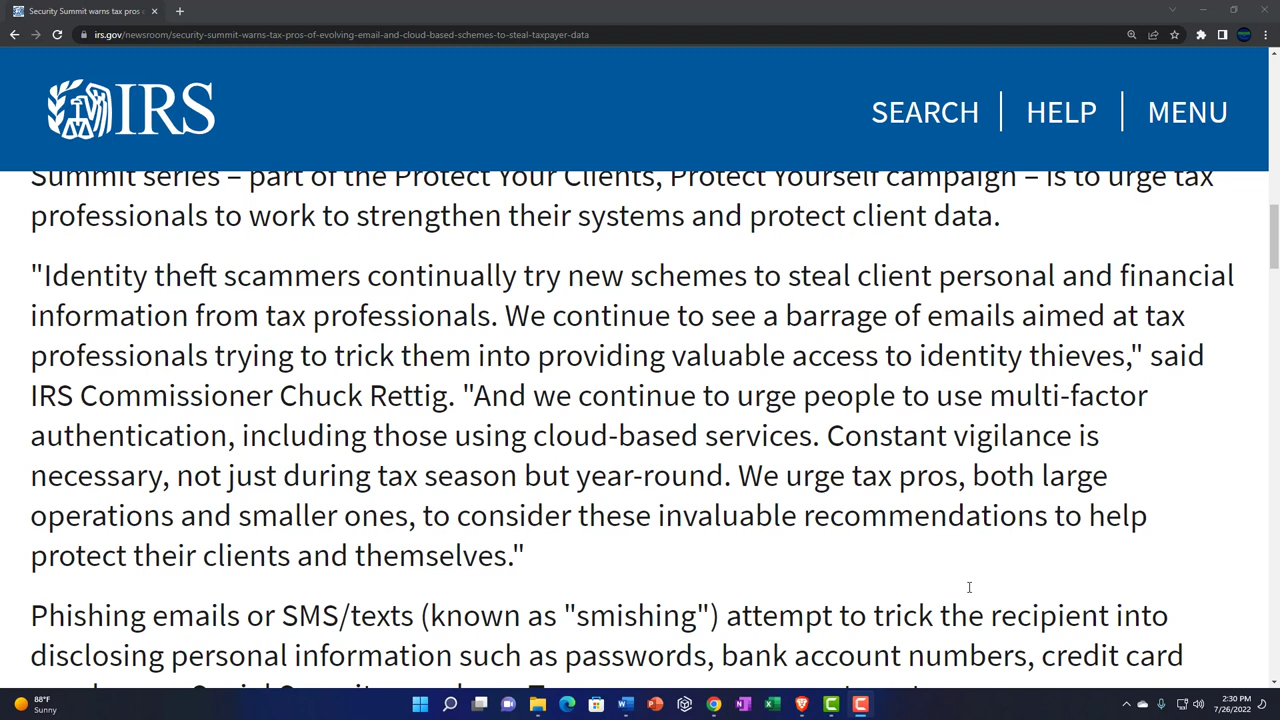 Security Summit warns tax pros
irs.gov/newsroom/security-summit-warns-tax-pros-of-evolving-email-and-cloud-based-schemes-to-steal-taxpayer-data
IRS
SEARCH HELP MENU
Summit series – part of the Protect Your Clients, Protect Yourself campaign – is to urge tax
professionals to work to strengthen their systems and protect client data.
"Identity theft scammers continually try new schemes to steal client personal and financial
information from tax professionals. We continue to see a barrage of emails aimed at tax
professionals trying to trick them into providing valuable access to identity thieves," said
IRS Commissioner Chuck Rettig. "And we continue to urge people to use multi-factor
authentication, including those using cloud-based services. Constant vigilance is
necessary, not just during tax season but year-round. We urge tax pros, both large
operations and smaller ones, to consider these invaluable recommendations to help
protect their clients and themselves."
Phishing emails or SMS/texts (known as "smishing") attempt to trick the recipient into
disclosing personal information such as passwords, bank account numbers, credit card
88°F
Sunny
2:30 PM
7/26/2022